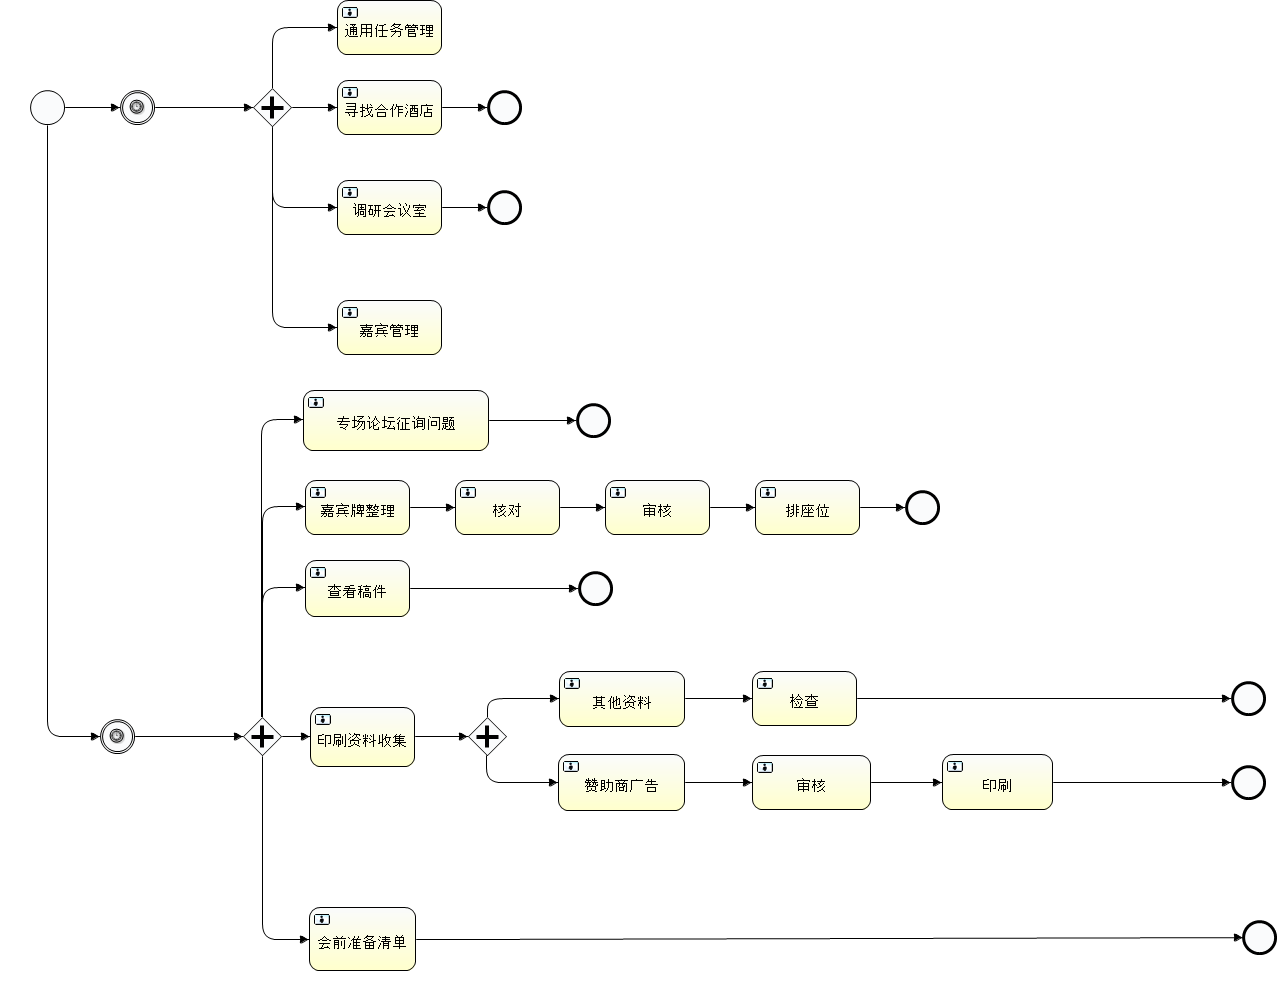 通用任务管理
寻找合作酒店
调研会议室
嘉宾管理
专场论坛征询问题
嘉宾牌整理
核对
审核
排座位
查看稿件
印刷资料收集
其他资料
检查
赞助商广告
审核
印刷
会前准备清单